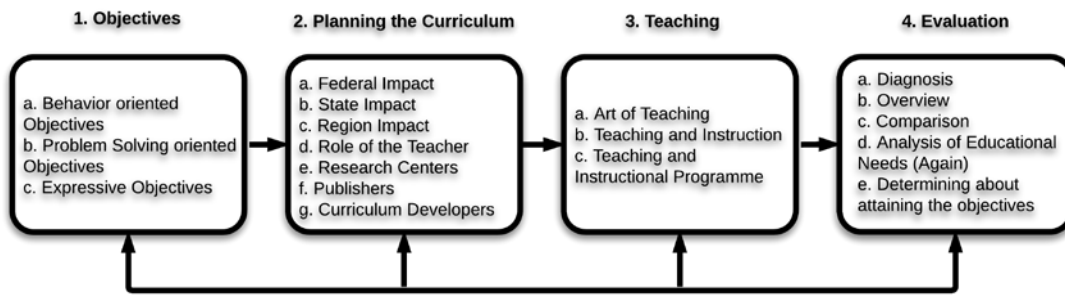 1. Objectives
2. Planning the Curriculum
3. Teaching
4. Evaluation
a. Behavior oriented
Objectives
b. Problem Solving oriented
Objectives
c. Expressive Objectives
a. Federal Impact
b. State Impact
c. Region Impact
d. Role of the Teacher
e. Research Centers
f. Publishers
g. Curriculum Developers
a. Art of Teaching
b. Teaching and Instruction
c. Teaching and
Instructional Programme
a. Diagnosis
b. Overview
c. Comparison
d. Analysis of Educational
Needs (Again)
e. Determining about
attaining the objectives